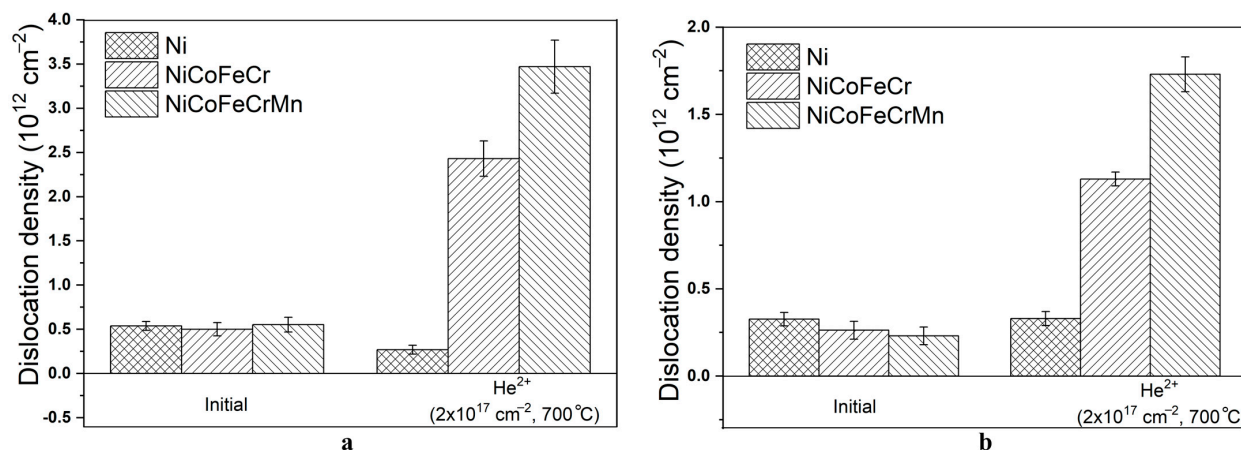 Dislocation density (10¹² cm⁻²)
4.0
3.5
3.0
2.5
2.0
1.5
1.0
0.5
0.0
-0.5
Ni
NiCoFeCr
NiCoFeCrMn
Initial
He²⁺
(2x10¹⁷ cm⁻², 700°C)
a
Dislocation density (10¹² cm⁻²)
2.0
1.5
1.0
0.5
0.0
Ni
NiCoFeCr
NiCoFeCrMn
Initial
He²⁺
(2x10¹⁷ cm⁻², 700°C)
b